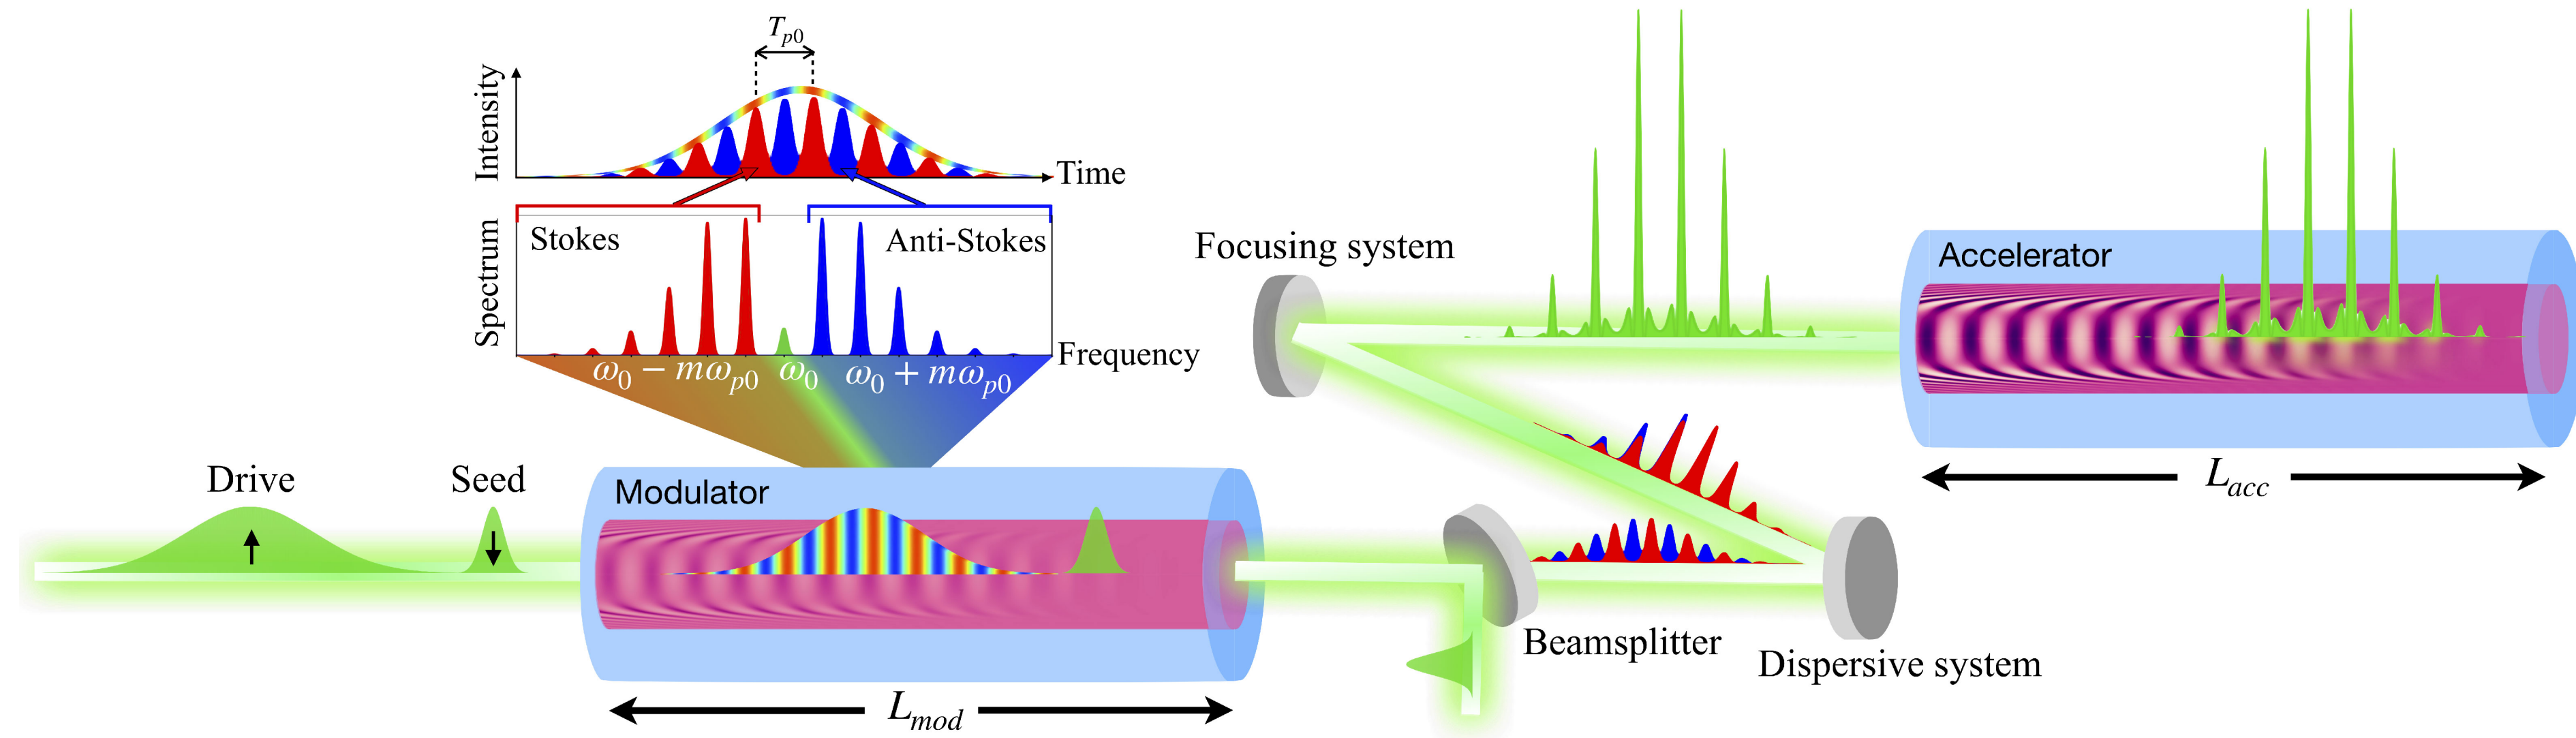 T_{p0}
Intensity
Time
Spectrum
Stokes
Anti-Stokes
Frequency
ω_0 − mω_{p0}
ω_0
ω_0 + mω_{p0}
Drive
Seed
Modulator
L_{mod}
Focusing system
Beamsplitter
Dispersive system
Accelerator
L_{acc}